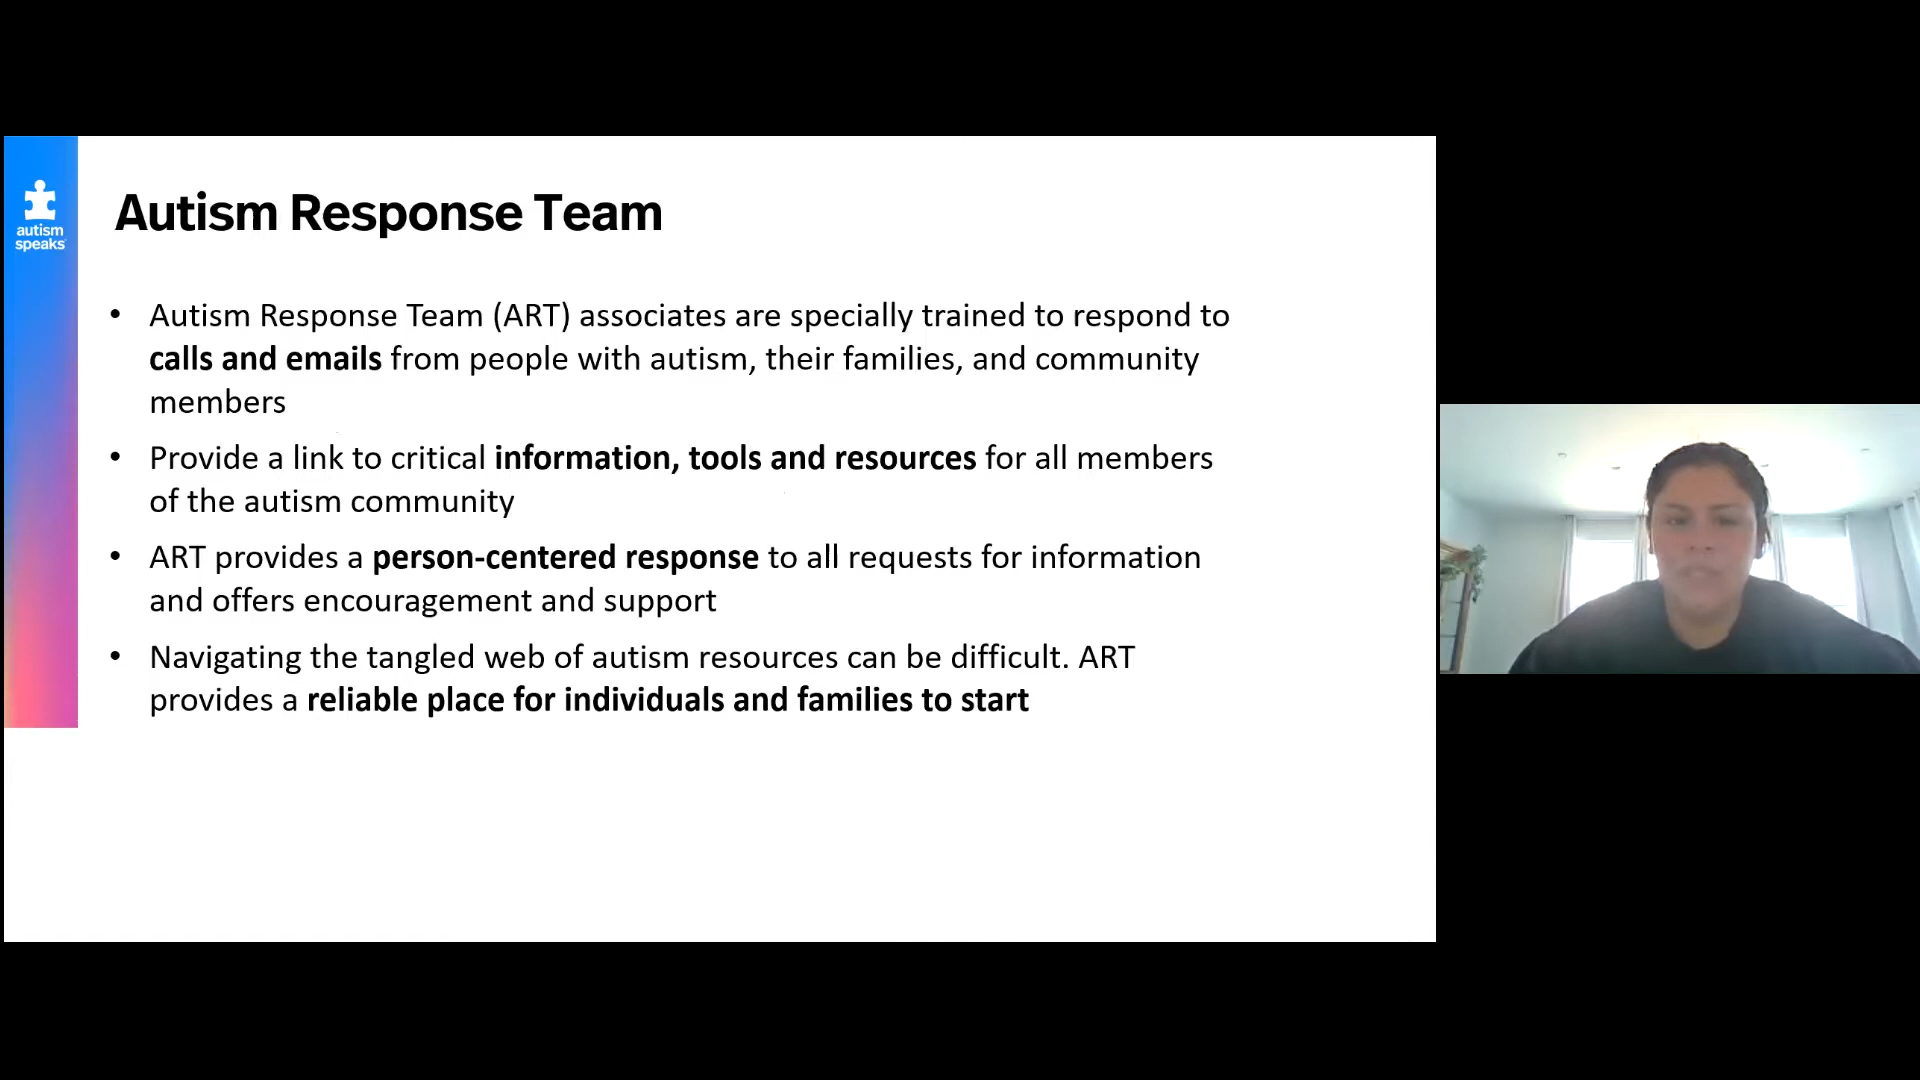 autism
speaks
Autism Response Team
• Autism Response Team (ART) associates are specially trained to respond to
calls and emails from people with autism, their families, and community
members
• Provide a link to critical information, tools and resources for all members
of the autism community
• ART provides a person-centered response to all requests for information
and offers encouragement and support
• Navigating the tangled web of autism resources can be difficult. ART
provides a reliable place for individuals and families to start